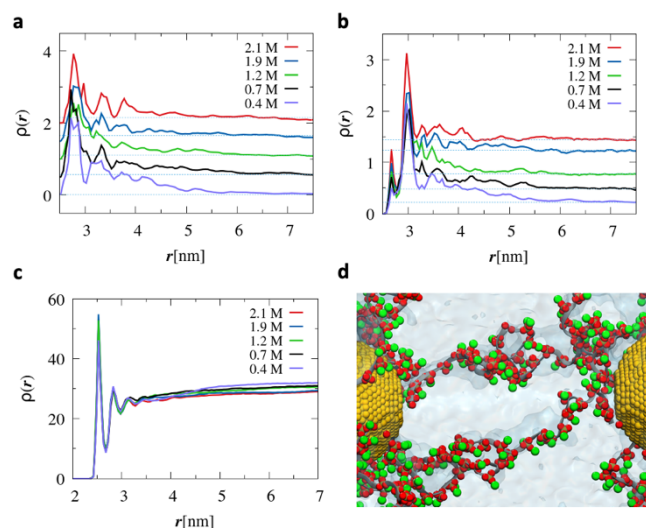 a
2.1 M
1.9 M
1.2 M
0.7 M
0.4 M
4
2
0
ρ(r)
3 4 5 6 7
r[nm]
b
2.1 M
1.9 M
1.2 M
0.7 M
0.4 M
3
2
1
0
ρ(r)
3 4 5 6 7
r[nm]
c
2.1 M
1.9 M
1.2 M
0.7 M
0.4 M
60
40
20
0
ρ(r)
2 3 4 5 6 7
r[nm]
d